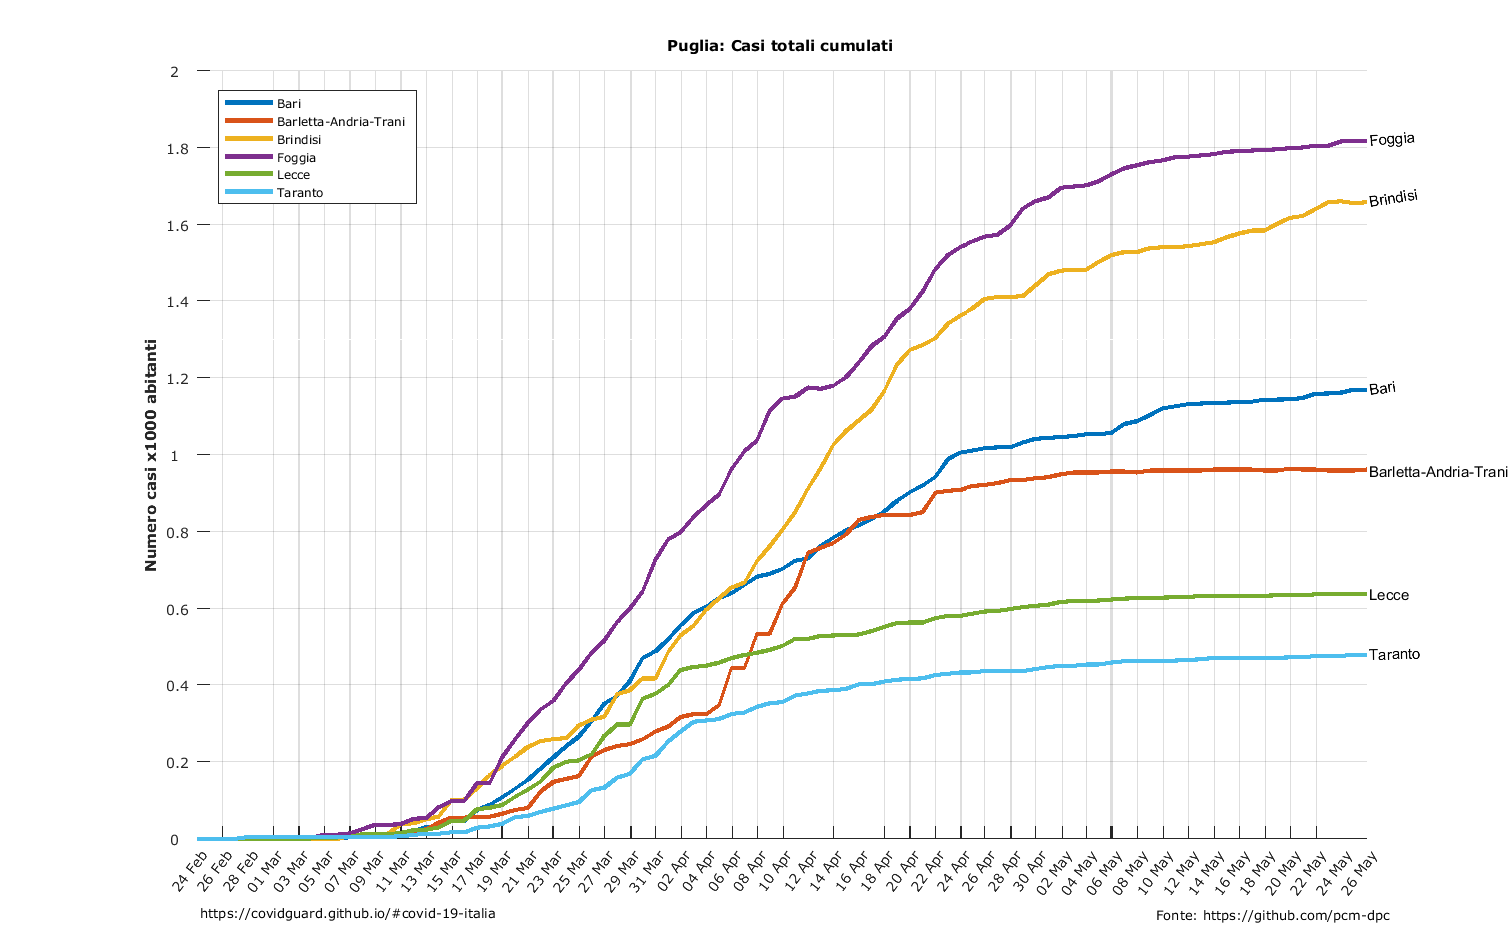 Puglia: Casi totali cumulati
Numero casi x1000 abitanti
2
1.8
1.6
1.4
1.2
1
0.8
0.6
0.4
0.2
0
Bari
Barletta-Andria-Trani
Brindisi
Foggia
Lecce
Taranto
Foggia
Brindisi
Bari
Barletta-Andria-Trani
Lecce
Taranto
24 Feb
26 Feb
28 Feb
01 Mar
03 Mar
05 Mar
07 Mar
09 Mar
11 Mar
13 Mar
15 Mar
17 Mar
19 Mar
21 Mar
23 Mar
25 Mar
27 Mar
29 Mar
31 Mar
02 Apr
04 Apr
06 Apr
08 Apr
10 Apr
12 Apr
14 Apr
16 Apr
18 Apr
20 Apr
22 Apr
24 Apr
26 Apr
28 Apr
30 Apr
02 May
04 May
06 May
08 May
10 May
12 May
14 May
16 May
18 May
20 May
22 May
24 May
26 May
https://covidguard.github.io/#covid-19-italia
Fonte: https://github.com/pcm-dpc